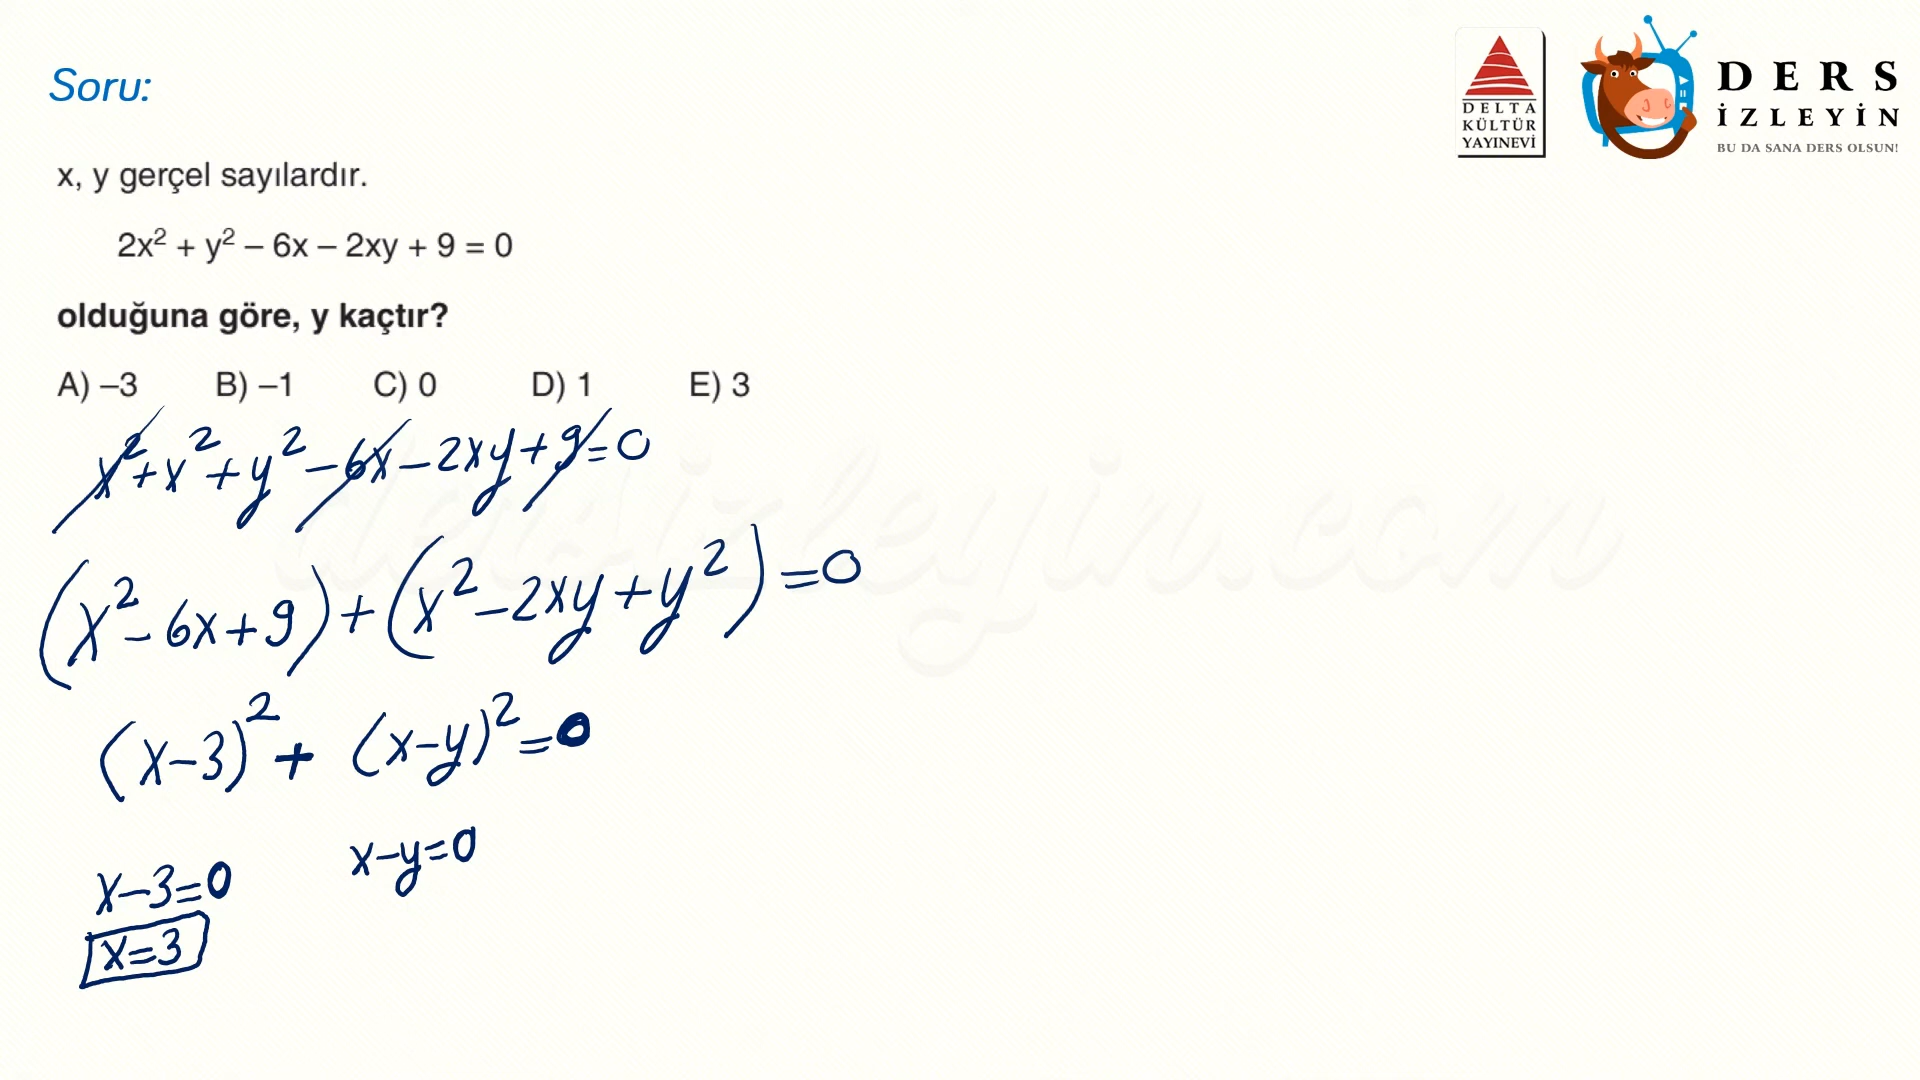 Soru:
DELTA
KÜLTÜR
YAYINEVİ
DERS
İZLEYİN
BU DA SANA DERS OLSUN!
x, y gerçel sayılardır.
2x² + y² – 6x – 2xy + 9 = 0
olduğuna göre, y kaçtır?
A) –3 B) –1 C) 0 D) 1 E) 3
x²+x²+y²-6x-2xy+9=0
(x²-6x+9)+(x²-2xy+y²)=0
(x-3)²+ (x-y)²=0
x-3=0 x-y=0
x=3
dersizleyin.com